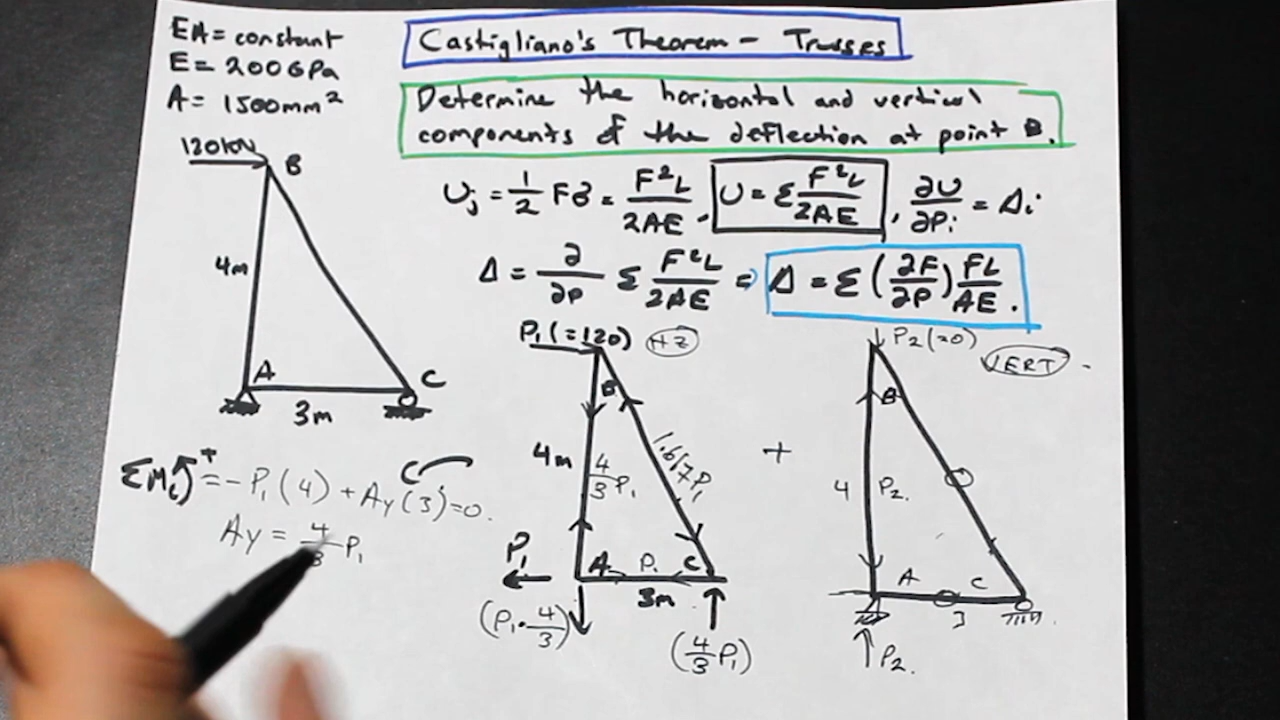 EA = constant
E = 200GPa
A = 1500mm²
Castigliano's Theorem - Trusses
Determine the horizontal and vertical
components of the deflection at point B.
120kN
B
4m
A
C
3m
Uj = 1/2 Fδ = F²L/2AE , U = Σ F²L/2AE , ∂U/∂Pi = Δi
Δ = ∂/∂P Σ F²L/2AE = Δ = Σ (∂F/∂P) FL/AE .
P1 (=120) HZ
B
4m
4/3 P1
1.667P1
P1
A
P.
C
3m
(P1·4/3)
(4/3 P1)
+
P2 (=0) VERT
B
4
P2.
A
C
3
P2.
ΣMc + = -P1(4) + Ay(3) = 0.
C
Ay = 4/3 P1